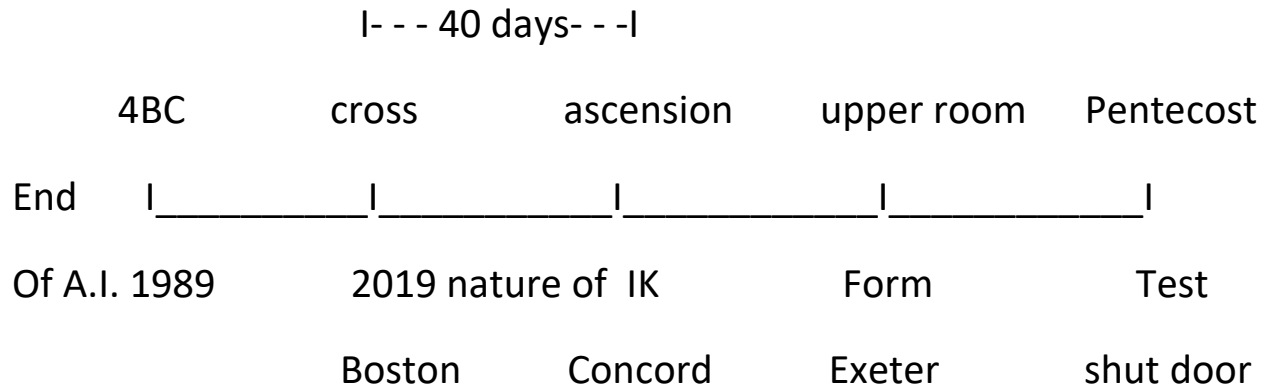 I- - - 40 days- - -I
4BC cross ascension upper room Pentecost
End I__________I___________I____________I____________I
Of A.I. 1989 2019 nature of IK Form Test
Boston Concord Exeter shut door